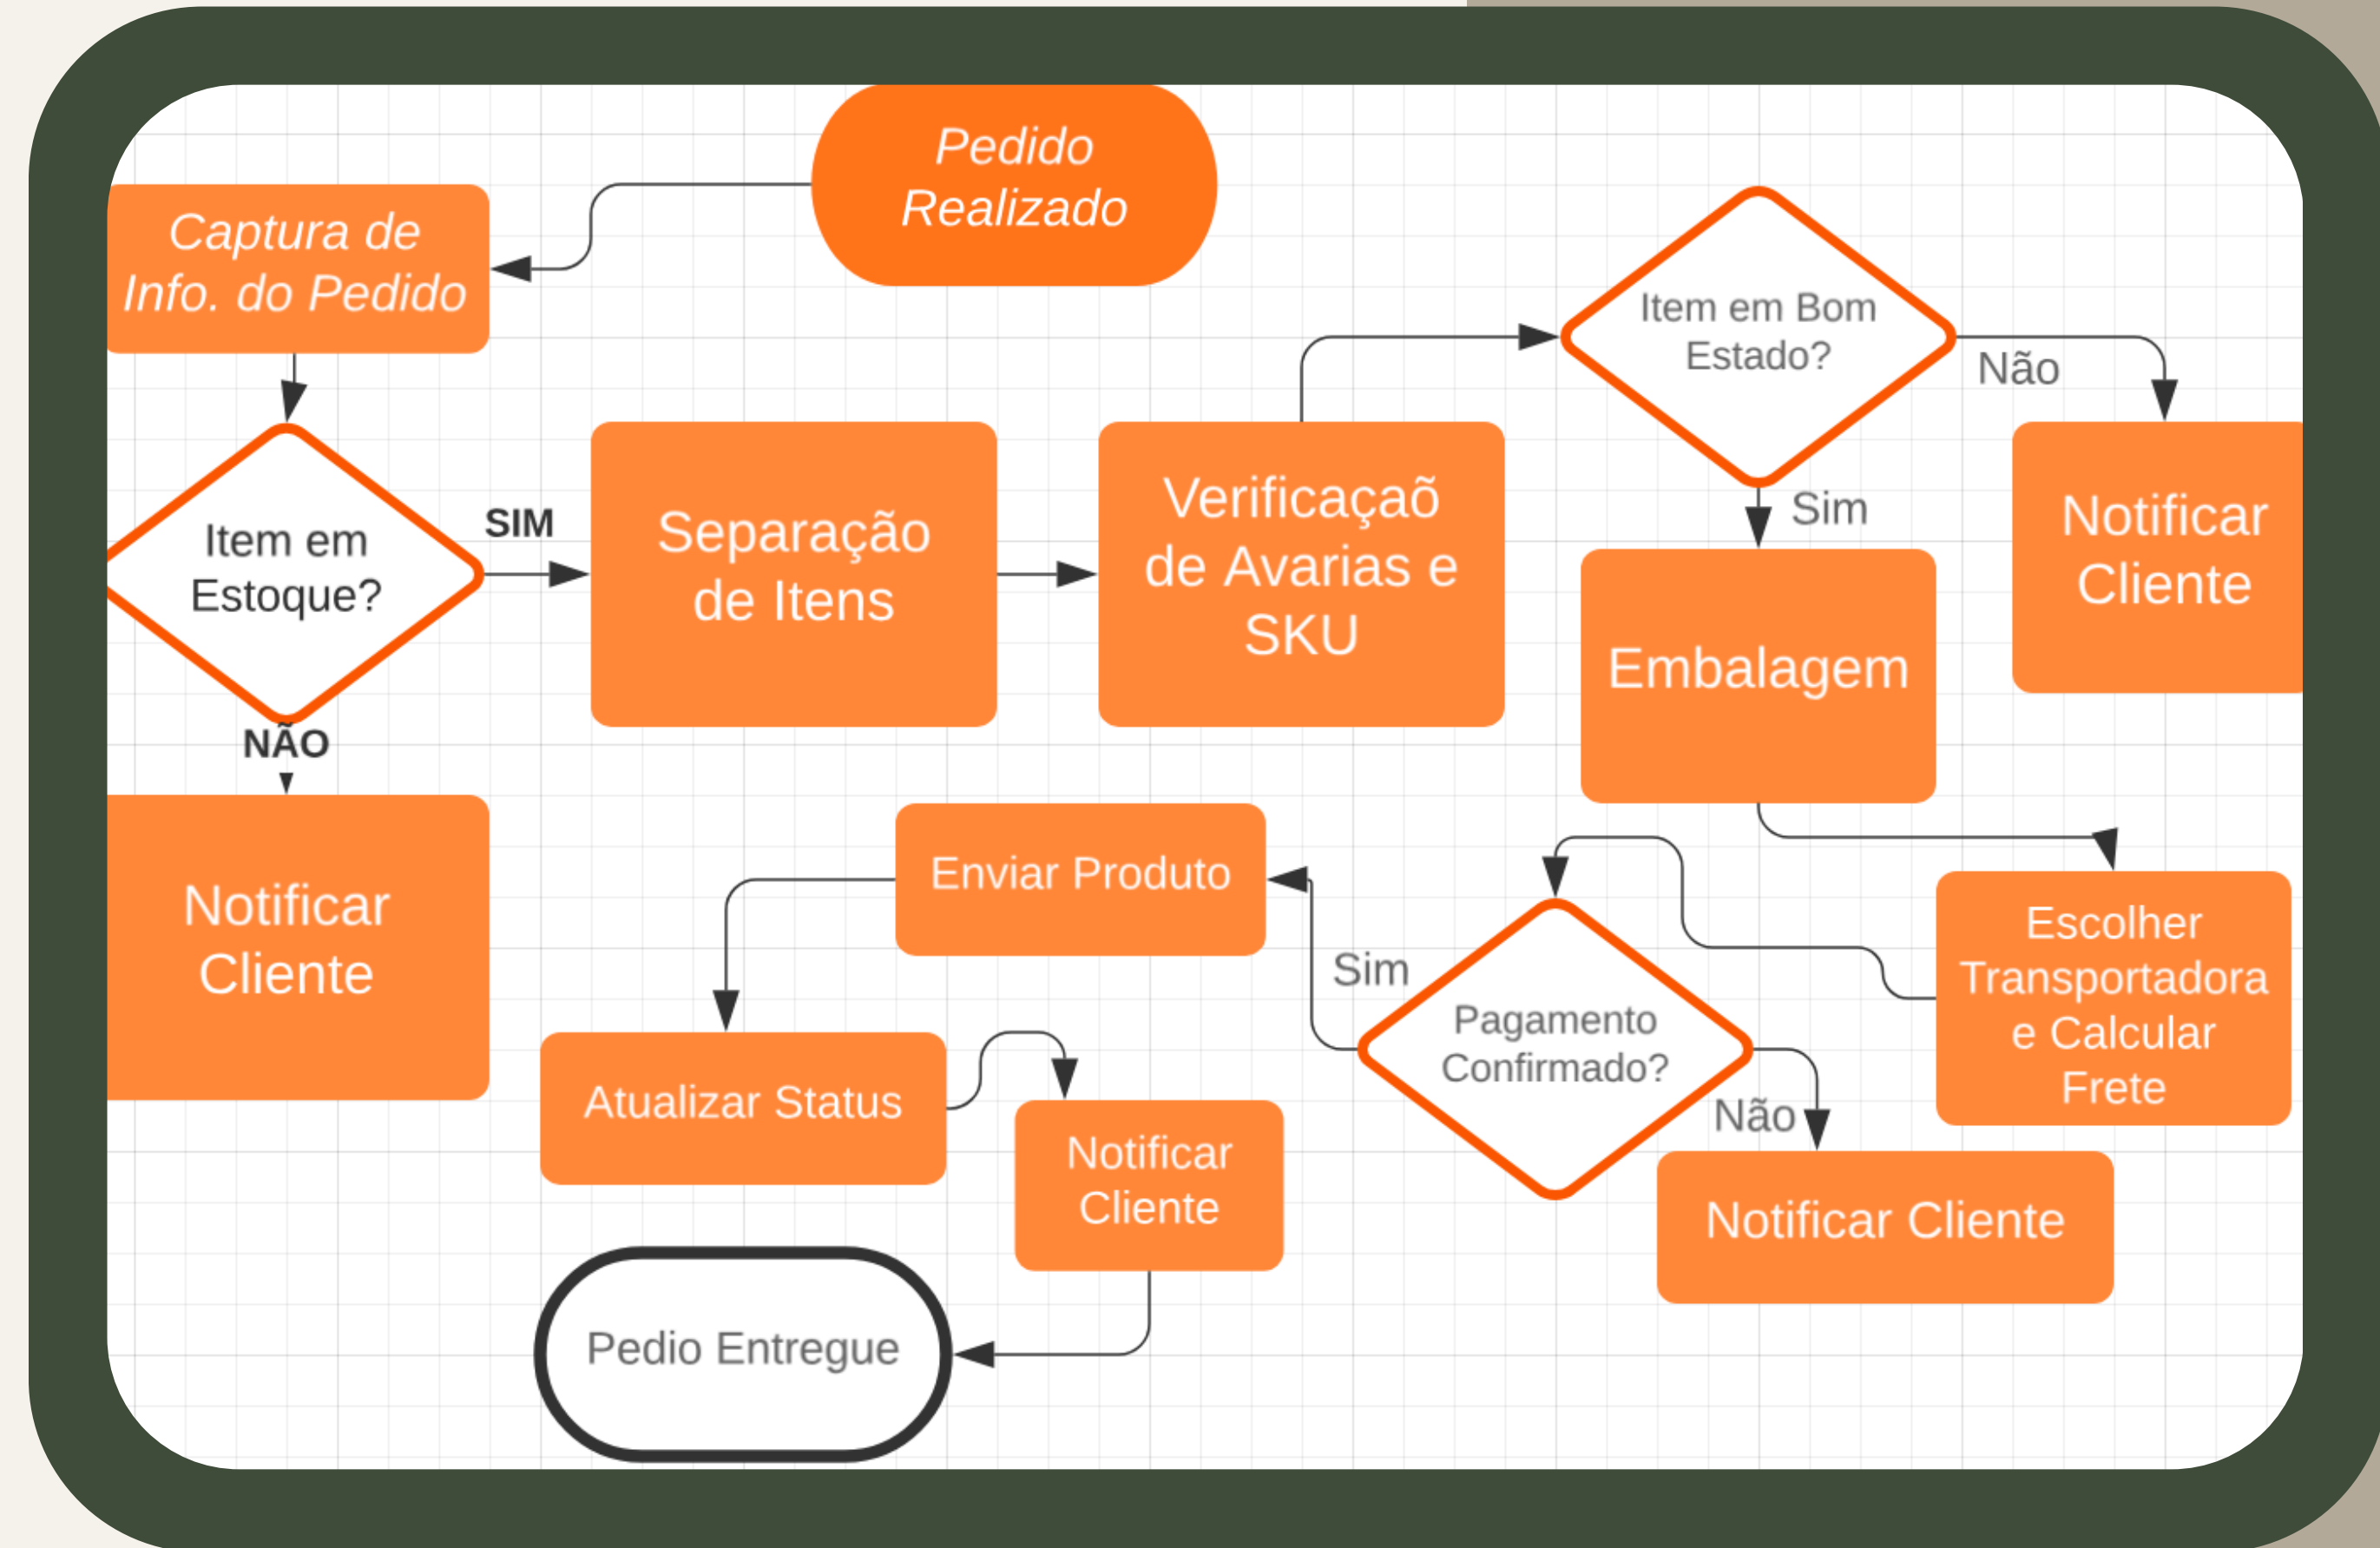 Pedido
Realizado
Captura de
Info. do Pedido
Item em
Estoque?
SIM
NÃO
Notificar
Cliente
Separação
de Itens
Verificaçaõ
de Avarias e
SKU
Item em Bom
Estado?
Não
Notificar
Cliente
Sim
Embalagem
Escolher
Transportadora
e Calcular
Frete
Pagamento
Confirmado?
Não
Notificar Cliente
Sim
Enviar Produto
Atualizar Status
Notificar
Cliente
Pedio Entregue